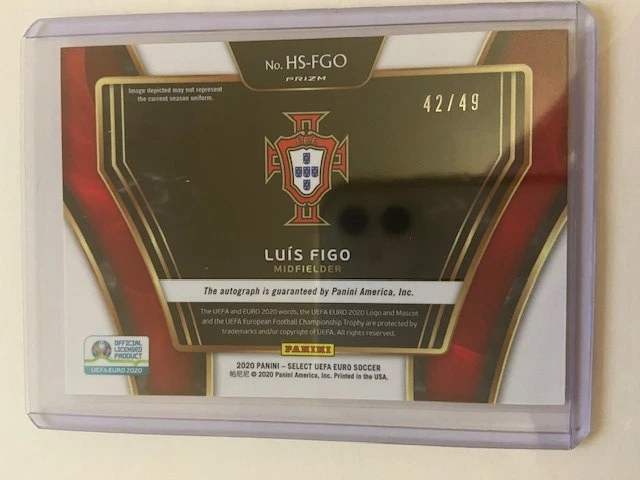 No. HS-FGO
PRIZM
Image depicted may not represent
the current season uniform.
42/49
LUÍS FIGO
MIDFIELDER
The autograph is guaranteed by Panini America, Inc.
The UEFA and EURO 2020 words, the UEFA EURO 2020 Logo and Mascot
and the UEFA European Football Championship Trophy are protected by
trademarks and/or copyright of UEFA. All rights reserved.
PANINI
OFFICIAL
LICENSED
PRODUCT
UEFA EURO 2020
2020 PANINI – SELECT UEFA EURO SOCCER
帕尼尼 © 2020 Panini America, Inc. Printed in the USA.